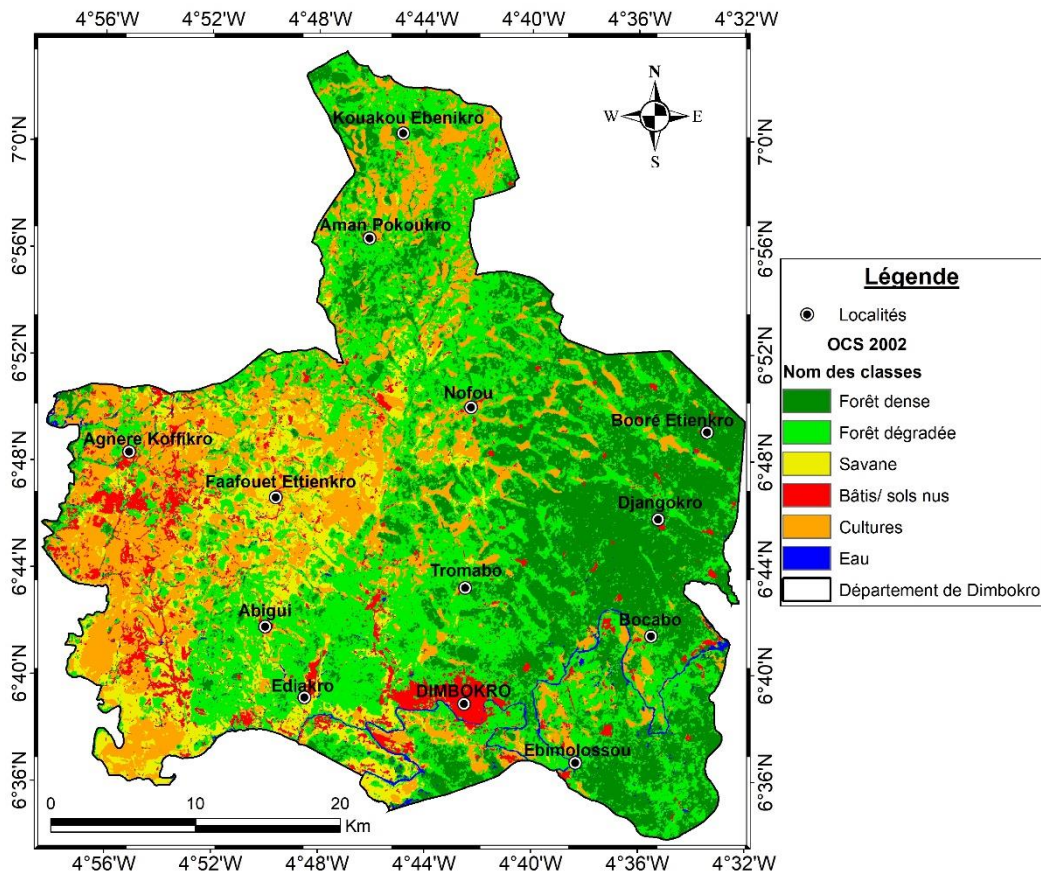 4°56'W 4°52'W 4°48'W 4°44'W 4°40'W 4°36'W 4°32'W
N
W E
S
7°0'N 7°0'N
6°56'N 6°56'N
6°52'N 6°52'N
6°48'N 6°48'N
6°44'N 6°44'N
6°40'N 6°40'N
6°36'N 6°36'N
Kouakou Ebenikro
Aman Pokoukro
Nofou
Booré Etienkro
Agnere Koffikro
Faafouet Ettienkro
Djangokro
Tromabo
Abigui
Bocabo
Ediakro
DIMBOKRO
Ebimolossou
0 10 20
Km
4°56'W 4°52'W 4°48'W 4°44'W 4°40'W 4°36'W 4°32'W
Légende
Localités
OCS 2002
Nom des classes
Forêt dense
Forêt dégradée
Savane
Bâtis/ sols nus
Cultures
Eau
Département de Dimbokro